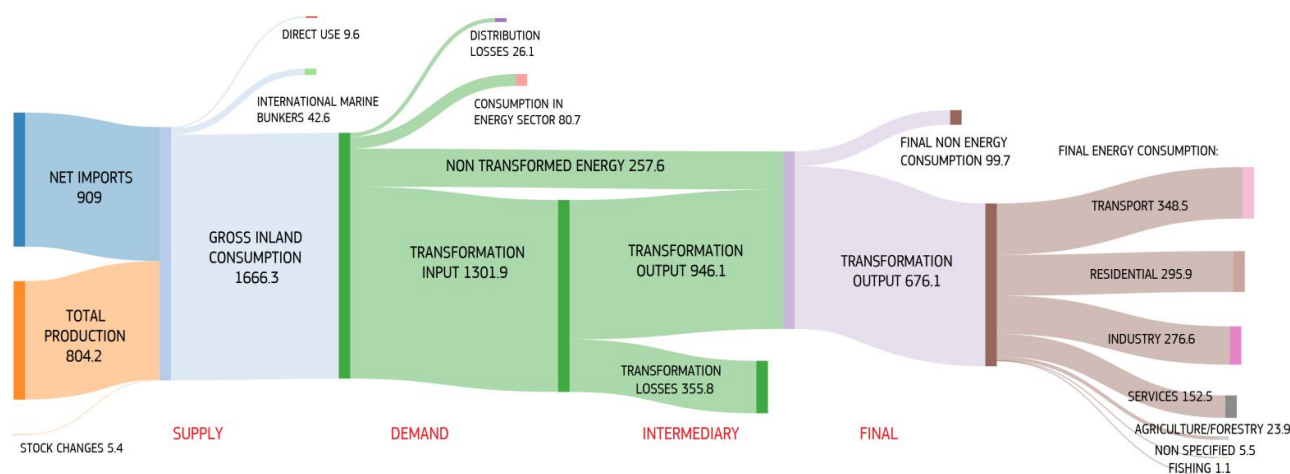 DIRECT USE 9.6
INTERNATIONAL MARINE
BUNKERS 42.6
DISTRIBUTION
LOSSES 26.1
CONSUMPTION IN
ENERGY SECTOR 80.7
NET IMPORTS
909
TOTAL
PRODUCTION
804.2
STOCK CHANGES 5.4
GROSS INLAND
CONSUMPTION
1666.3
NON TRANSFORMED ENERGY 257.6
TRANSFORMATION
INPUT 1301.9
TRANSFORMATION
OUTPUT 946.1
TRANSFORMATION
LOSSES 355.8
FINAL NON ENERGY
CONSUMPTION 99.7
TRANSFORMATION
OUTPUT 676.1
FINAL ENERGY CONSUMPTION:
TRANSPORT 348.5
RESIDENTIAL 295.9
INDUSTRY 276.6
SERVICES 152.5
AGRICULTURE/FORESTRY 23.9
NON SPECIFIED 5.5
FISHING 1.1
SUPPLY
DEMAND
INTERMEDIARY
FINAL